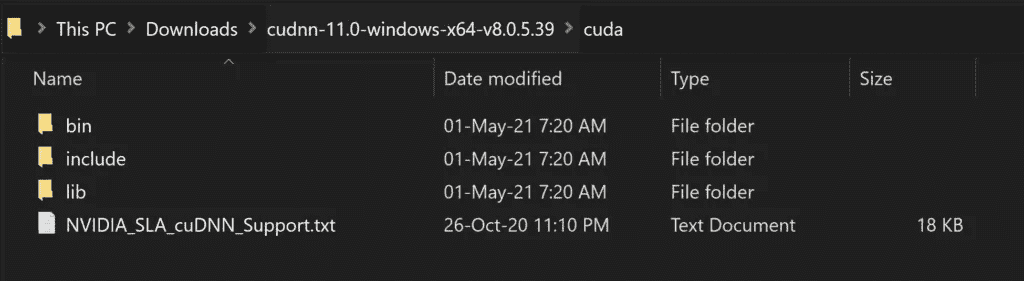 This PC > Downloads > cudnn-11.0-windows-x64-v8.0.5.39 > cuda
Name Date modified Type Size
bin 01-May-21 7:20 AM File folder
include 01-May-21 7:20 AM File folder
lib 01-May-21 7:20 AM File folder
NVIDIA_SLA_cuDNN_Support.txt 26-Oct-20 11:10 PM Text Document 18 KB